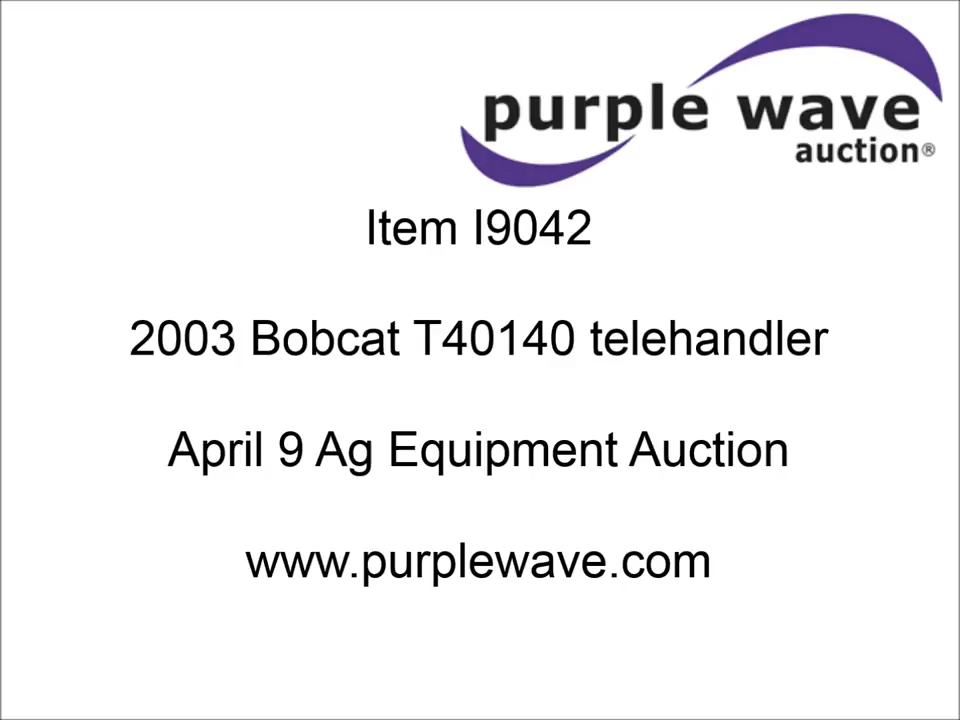 purple wave
auction®
Item I9042
2003 Bobcat T40140 telehandler
April 9 Ag Equipment Auction
www.purplewave.com